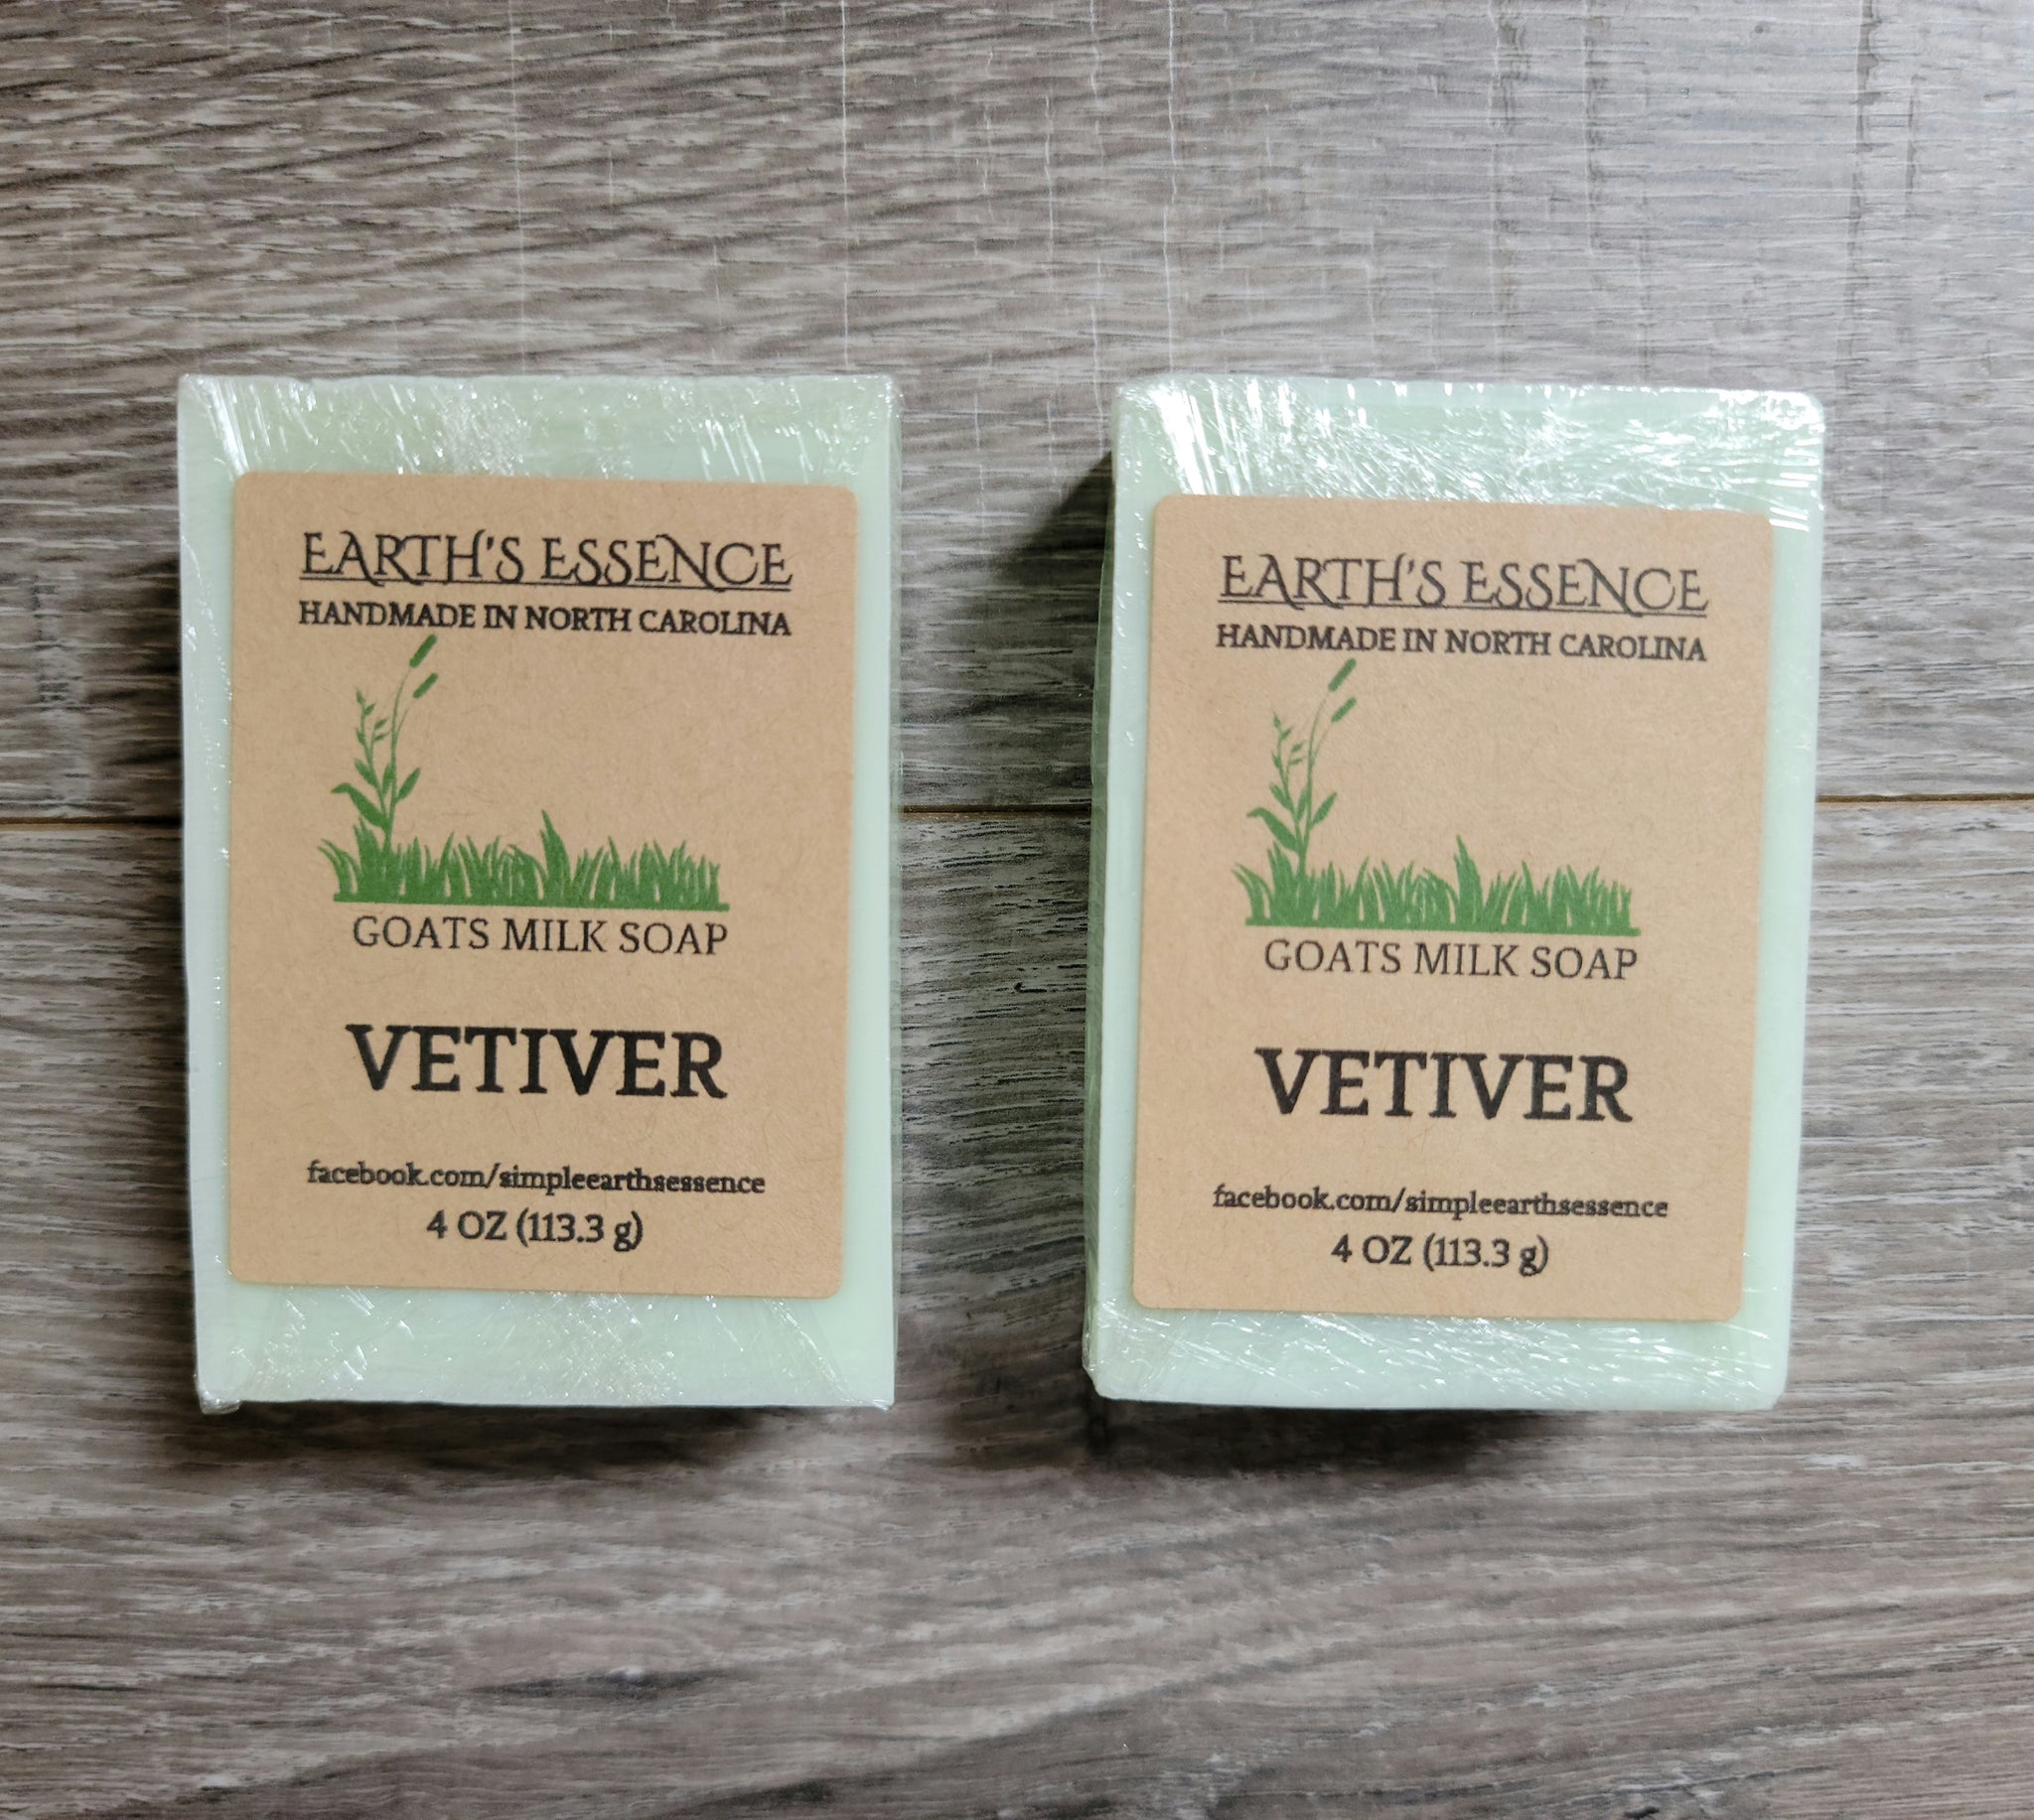 EARTH'S ESSENCE
HANDMADE IN NORTH CAROLINA
GOATS MILK SOAP
VETIVER
facebook.com/simpleearthsessence
4 OZ (113.3 g)
EARTH'S ESSENCE
HANDMADE IN NORTH CAROLINA
GOATS MILK SOAP
VETIVER
facebook.com/simpleearthsessence
4 OZ (113.3 g)